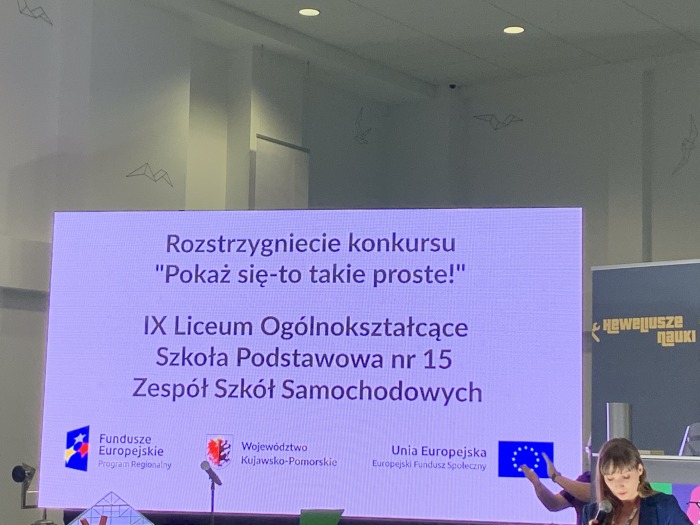 Rozstrzygniecie konkursu
"Pokaż się-to takie proste!"
IX Liceum Ogólnokształcące
Szkoła Podstawowa nr 15
Zespół Szkół Samochodowych
Fundusze
Europejskie
Program Regionalny
Województwo
Kujawsko-Pomorskie
Unia Europejska
Europejski Fundusz Społeczny
Heweliusze
nauki